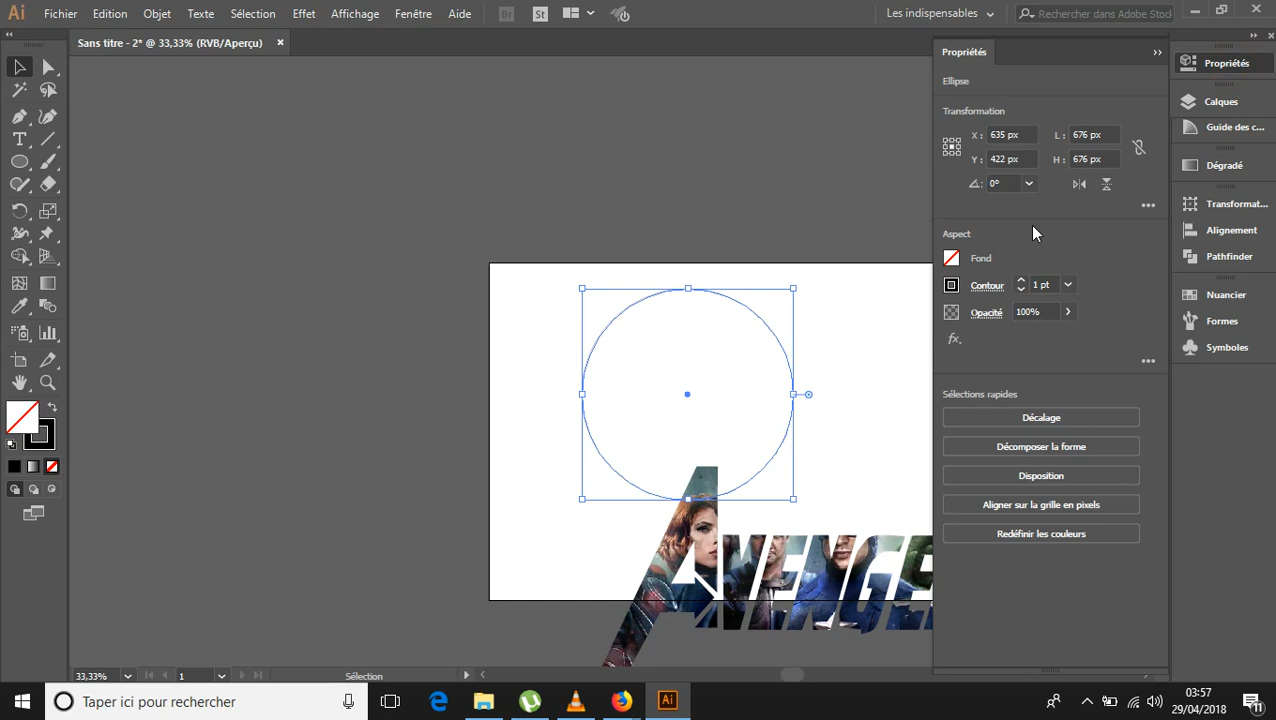 Ai Fichier Edition Objet Texte Sélection Effet Affichage Fenêtre Aide Br St Les indispensables Rechercher dans Adobe Stock
Sans titre - 2* @ 33,33% (RVB/Aperçu)
Propriétés
Ellipse
Transformation
X : 635 px L : 676 px
Y : 422 px H : 676 px
0°
Aspect
Fond
Contour 1 pt
Opacité 100%
fx.
Sélections rapides
Décalage
Décomposer la forme
Disposition
Aligner sur la grille en pixels
Redéfinir les couleurs
Propriétés
Calques
Guide des c...
Dégradé
Transformat...
Alignement
Pathfinder
Nuancier
Formes
Symboles
AVENGE
33,33% 1 Sélection
Taper ici pour rechercher
Ai
03:57
29/04/2018
11